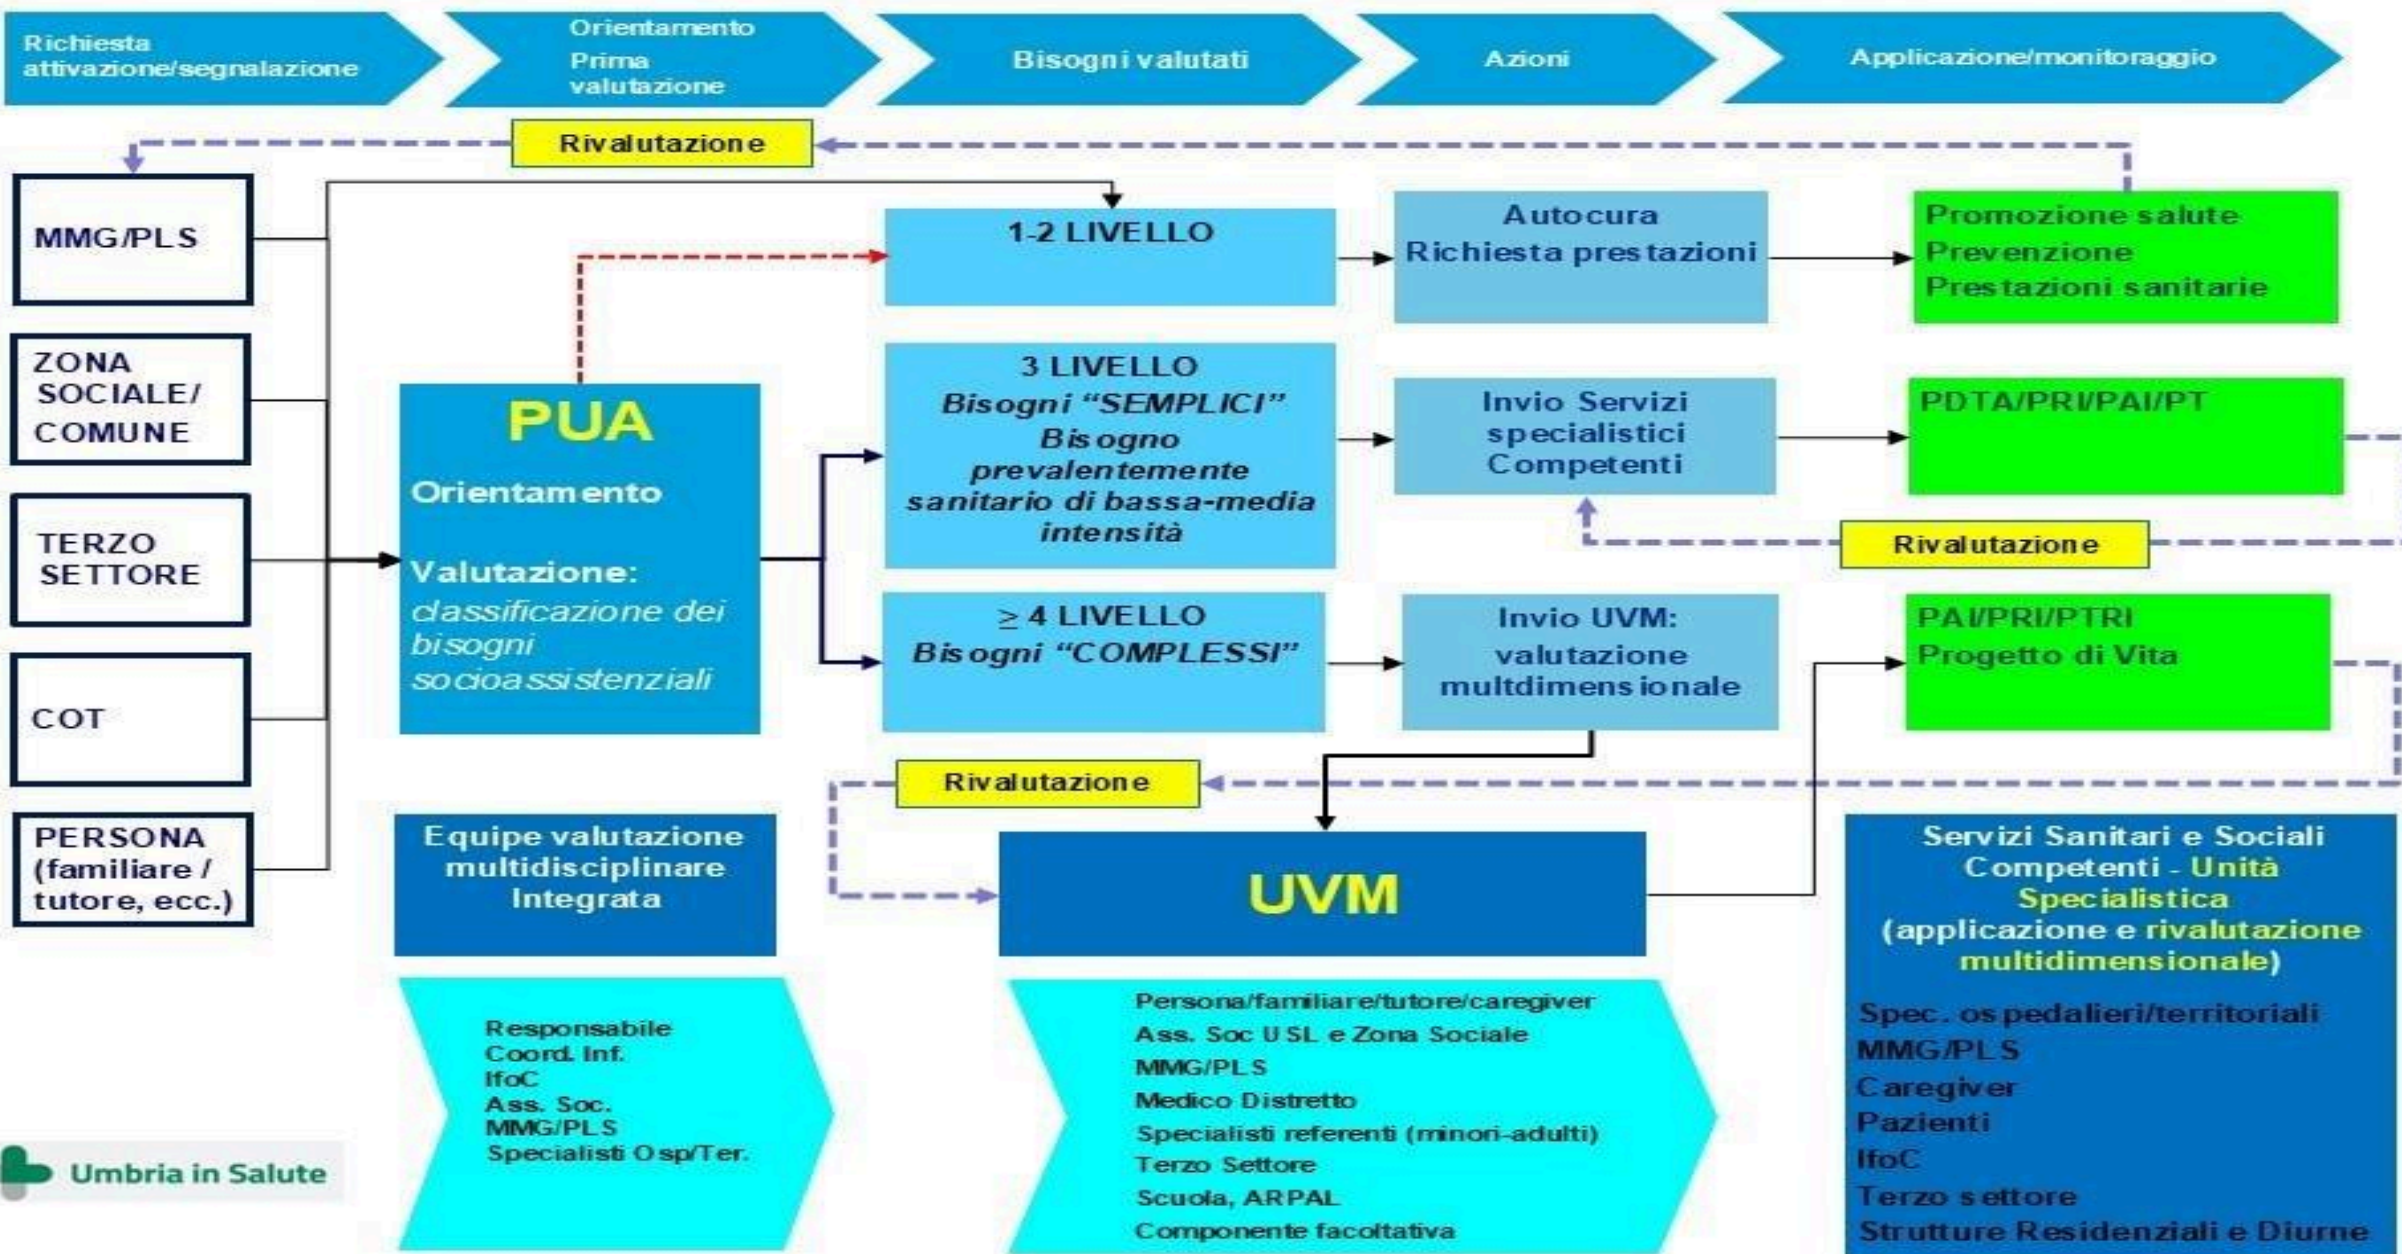 Richiesta
attivazione/segnalazione
Orientamento
Prima
valutazione
Bisogni valutati
Azioni
Applicazione/monitoraggio
Rivalutazione
MMG/PLS
ZONA
SOCIALE/
COMUNE
TERZO
SETTORE
COT
PERSONA
(familiare /
tutore, ecc.)
PUA
Orientamento
Valutazione:
classificazione dei
bisogni
socioassistenziali
1-2 LIVELLO
Autocura
Richiesta prestazioni
Promozione salute
Prevenzione
Prestazioni sanitarie
3 LIVELLO
Bisogni “SEMPLICI”
Bisogno
prevalentemente
sanitario di bassa-media
intensità
Invio Servizi
specialistici
Competenti
PDTA/PRI/PAI/PT
Rivalutazione
≥ 4 LIVELLO
Bisogni “COMPLESSI”
Invio UVM:
valutazione
multdimensionale
PAI/PRI/PTRI
Progetto di Vita
Rivalutazione
Equipe valutazione
multidisciplinare
Integrata
UVM
Servizi Sanitari e Sociali
Competenti - Unità
Specialistica
(applicazione e rivalutazione
multidimensionale)
Spec. ospedalieri/territoriali
MMG/PLS
Caregiver
Pazienti
IfoC
Terzo settore
Strutture Residenziali e Diurne
Responsabile
Coord. Inf.
IfoC
Ass. Soc.
MMG/PLS
Specialisti Osp/Ter.
Persona/familiare/tutore/caregiver
Ass. Soc USL e Zona Sociale
MMG/PLS
Medico Distretto
Specialisti referenti (minori-adulti)
Terzo Settore
Scuola, ARPAL
Componente facoltativa
Umbria in Salute